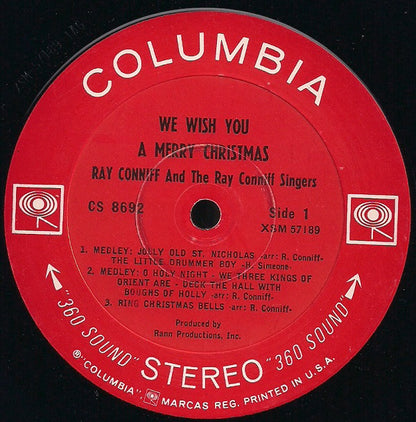 COLUMBIA
WE WISH YOU
A MERRY CHRISTMAS
RAY CONNIFF And The Ray Conniff Singers
CS 8692
Side 1
XSM 57189
1. MEDLEY: JOLLY OLD ST. NICHOLAS -arr: R. Conniff-
THE LITTLE DRUMMER BOY -H. Simeone-
2. MEDLEY: O HOLY NIGHT - WE THREE KINGS OF
ORIENT ARE - DECK THE HALL WITH
BOUGHS OF HOLLY -arr: R. Conniff-
3. RING CHRISTMAS BELLS -arr: R. Conniff-
Produced by
Rann Productions, Inc.
"360 SOUND" STEREO "360 SOUND"
® "COLUMBIA", MARCAS REG. PRINTED IN U.S.A.